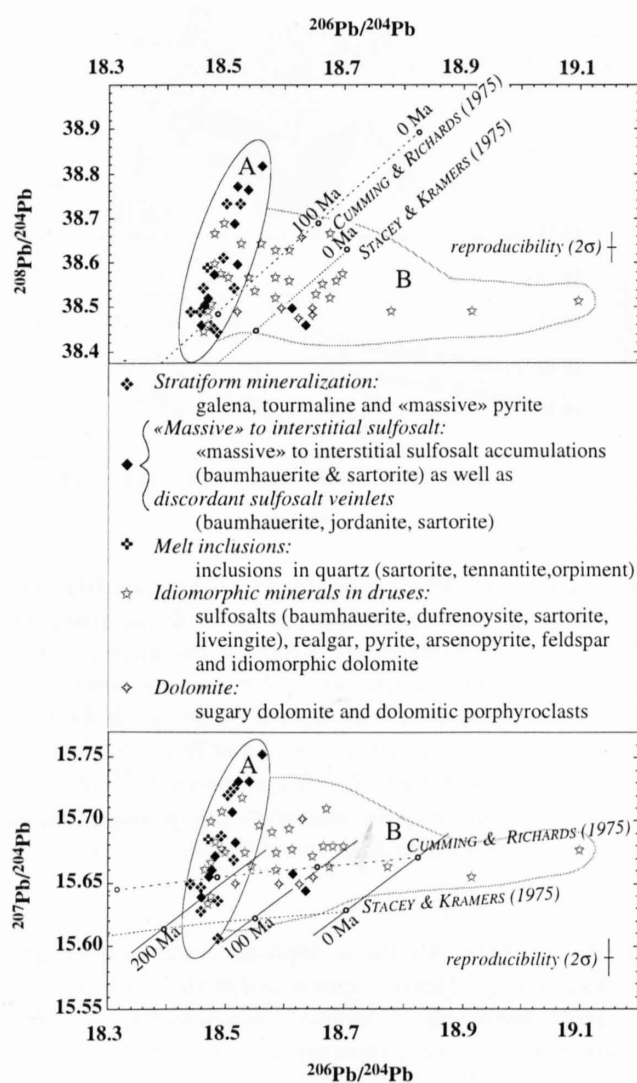 206Pb/204Pb
18.3 18.5 18.7 18.9 19.1
38.9
38.8
38.7
38.6
38.5
38.4
208Pb/204Pb
A
B
0 Ma
100 Ma
CUMMING & RICHARDS (1975)
0 Ma
STACEY & KRAMERS (1975)
reproducibility (2σ)
Stratiform mineralization:
galena, tourmaline and «massive» pyrite
«Massive» to interstitial sulfosalt:
«massive» to interstitial sulfosalt accumulations
(baumhauerite & sartorite) as well as
discordant sulfosalt veinlets
(baumhauerite, jordanite, sartorite)
Melt inclusions:
inclusions in quartz (sartorite, tennantite,orpiment)
Idiomorphic minerals in druses:
sulfosalts (baumhauerite, dufrenoysite, sartorite,
liveingite), realgar, pyrite, arsenopyrite, feldspar
and idiomorphic dolomite
Dolomite:
sugary dolomite and dolomitic porphyroclasts
15.75
15.70
15.65
15.60
15.55
207Pb/204Pb
A
B
CUMMING & RICHARDS (1975)
STACEY & KRAMERS (1975)
200 Ma
100 Ma
0 Ma
reproducibility (2σ)
18.3 18.5 18.7 18.9 19.1
206Pb/204Pb